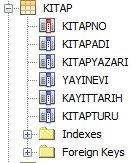 KITAP
KITAPNO
KITAPADI
KITAPYAZARI
YAYINEVI
KAYITTARIH
KITAPTURU
Indexes
Foreign Keys